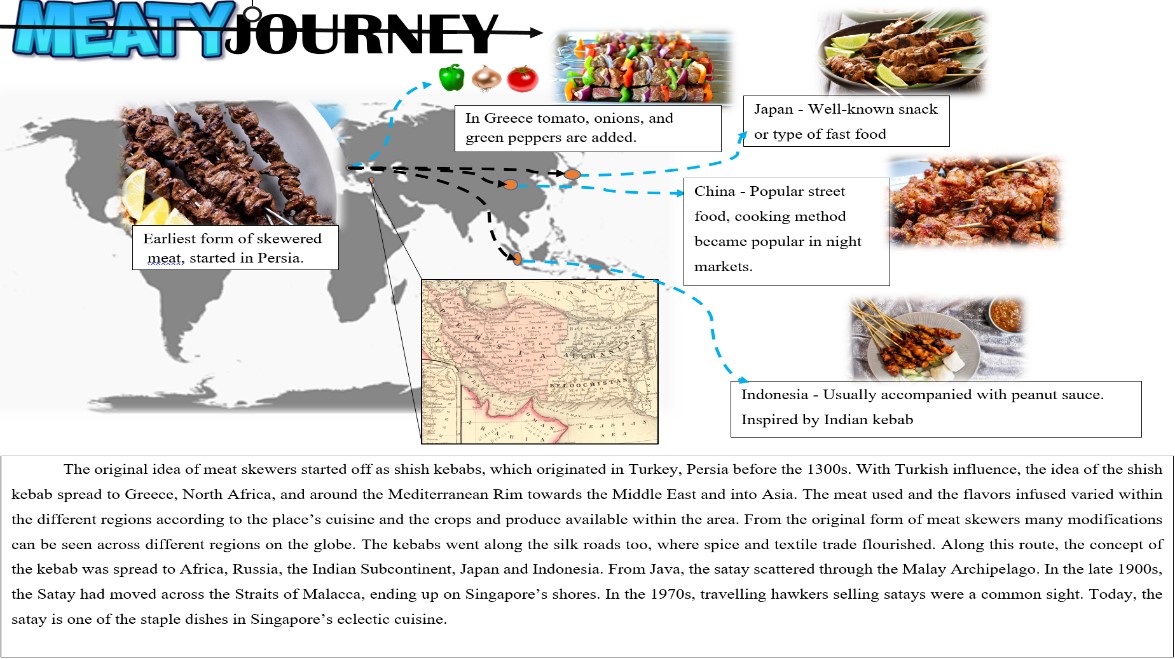 MEATY JOURNEY
In Greece tomato, onions, and
green peppers are added.
Japan - Well-known snack
or type of fast food
China - Popular street
food, cooking method
became popular in night
markets.
Earliest form of skewered
meat, started in Persia.
TARTARY
PERSIA
AFGHANISTAN
BELOOCHISTAN
ARABIAN
SEA
Indonesia - Usually accompanied with peanut sauce.
Inspired by Indian kebab
The original idea of meat skewers started off as shish kebabs, which originated in Turkey, Persia before the 1300s. With Turkish influence, the idea of the shish
kebab spread to Greece, North Africa, and around the Mediterranean Rim towards the Middle East and into Asia. The meat used and the flavors infused varied within
the different regions according to the place’s cuisine and the crops and produce available within the area. From the original form of meat skewers many modifications
can be seen across different regions on the globe. The kebabs went along the silk roads too, where spice and textile trade flourished. Along this route, the concept of
the kebab was spread to Africa, Russia, the Indian Subcontinent, Japan and Indonesia. From Java, the satay scattered through the Malay Archipelago. In the late 1900s,
the Satay had moved across the Straits of Malacca, ending up on Singapore’s shores. In the 1970s, travelling hawkers selling satays were a common sight. Today, the
satay is one of the staple dishes in Singapore’s eclectic cuisine.